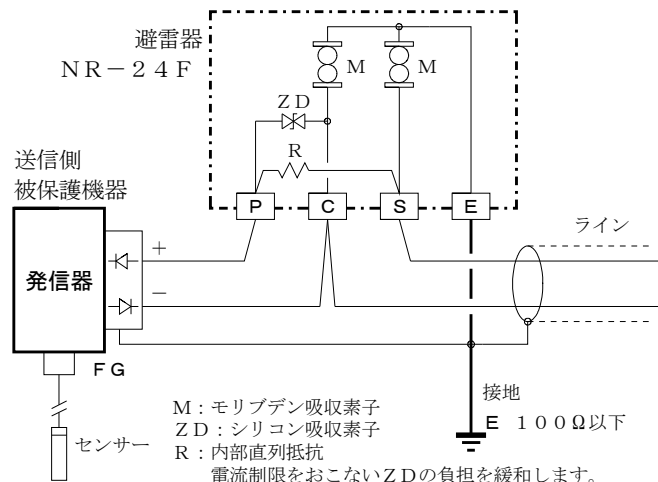 避雷器
ＮＲ－２４Ｆ
M
M
ＺＤ
R
送信側
被保護機器
P
C
S
E
ライン
＋
－
発信器
ＦＧ
接地
E １００Ω以下
センサー
M：モリブデン吸収素子
ＺＤ：シリコン吸収素子
R：内部直列抵抗
電流制限をおこないＺＤの負担を緩和します。